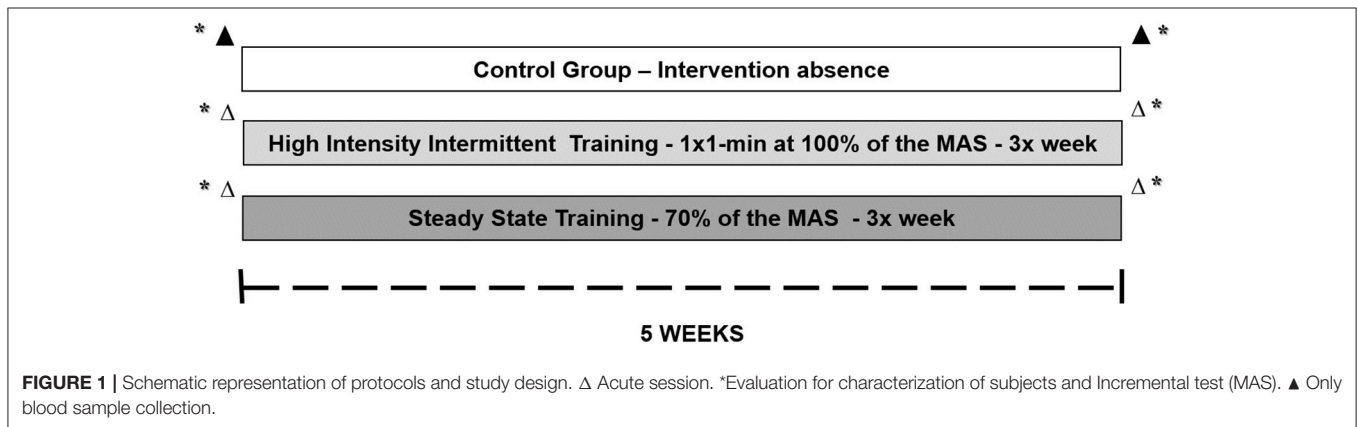 * ▲ ▲ *
Control Group – Intervention absence
* Δ Δ *
High Intensity Intermittent Training - 1x1-min at 100% of the MAS - 3x week
* Δ Δ *
Steady State Training - 70% of the MAS - 3x week
5 WEEKS
FIGURE 1 | Schematic representation of protocols and study design. Δ Acute session. *Evaluation for characterization of subjects and Incremental test (MAS). ▲ Only
blood sample collection.